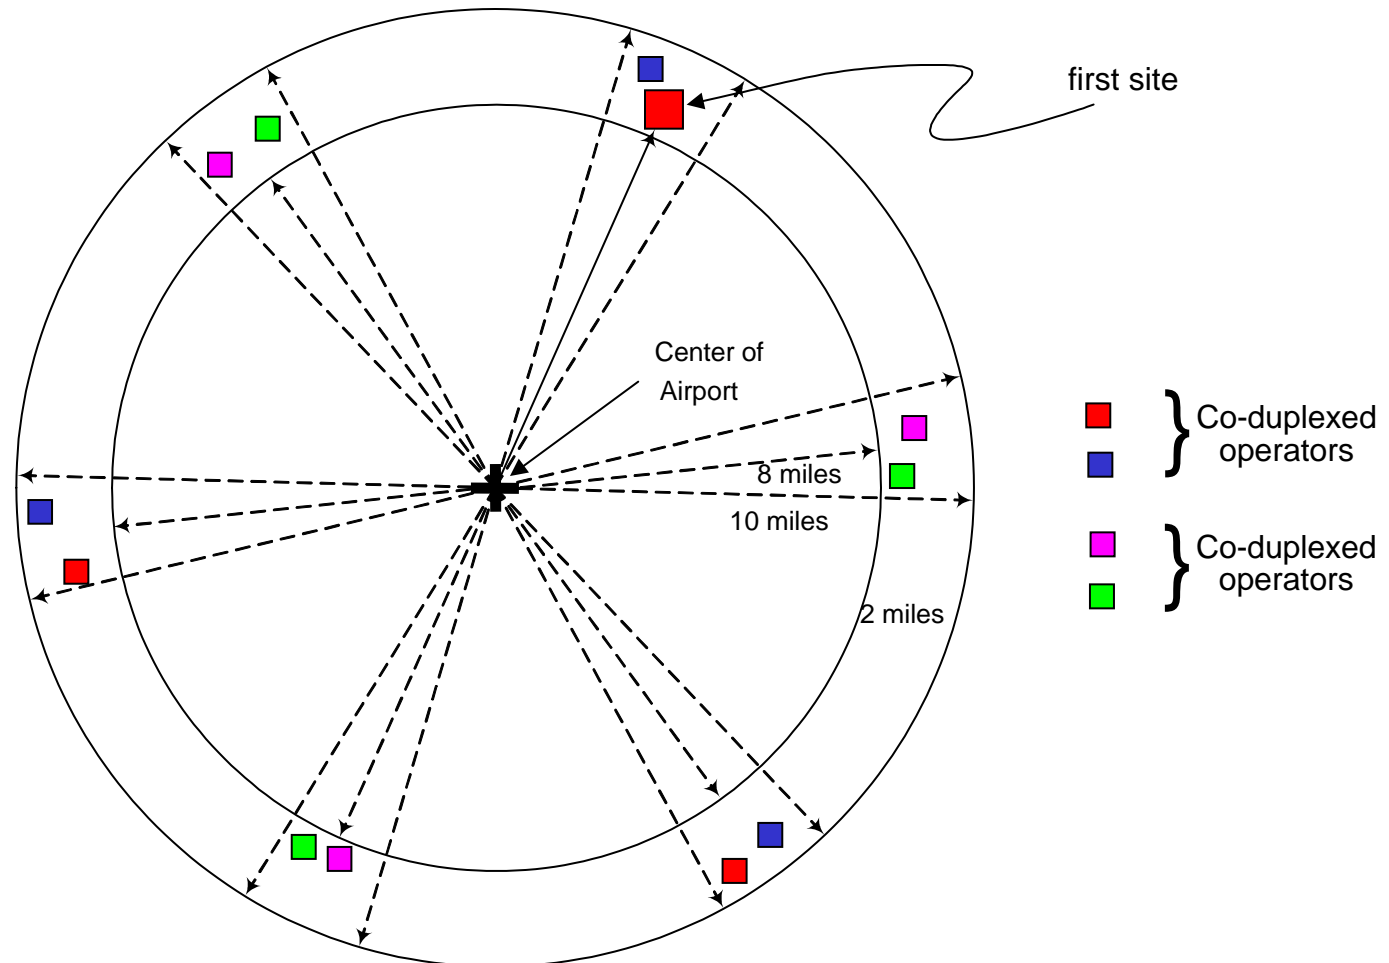 first site
Center of
Airport
8 miles
10 miles
2 miles
} Co-duplexed
operators
} Co-duplexed
operators